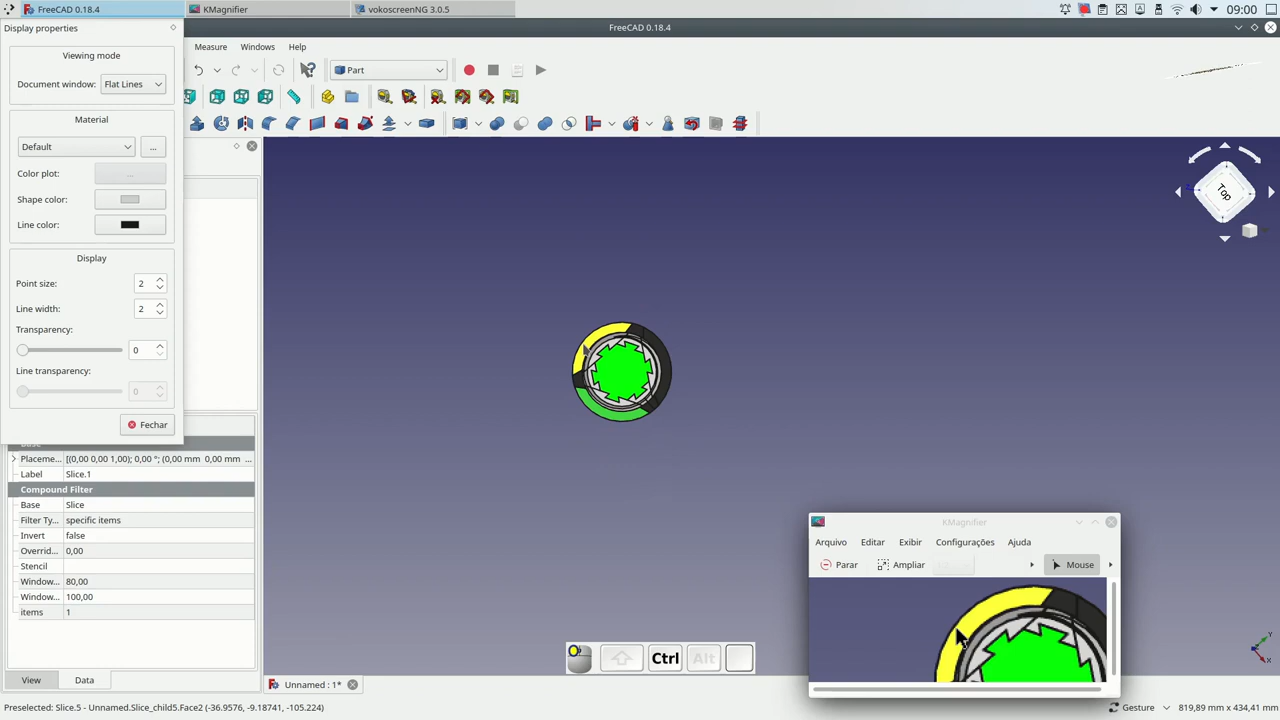 FreeCAD 0.18.4
KMagnifier
vokoscreenNG 3.0.5
09:00
Display properties
FreeCAD 0.18.4
Measure
Windows
Help
Viewing mode
Document window:
Flat Lines
Part
Material
Default
...
Color plot:
...
Shape color:
Line color:
Top
Display
Point size:
2
Line width:
2
Transparency:
0
Line transparency:
0
Fechar
Placeme...
[(0,00 0,00 1,00); 0,00 °; (0,00 mm 0,00 mm ...
Label
Slice.1
Compound Filter
Base
Slice
Filter Ty...
specific items
Invert
false
Overrid...
0,00
Stencil
Window...
80,00
Window...
100,00
items
1
KMagnifier
Arquivo
Editar
Exibir
Configurações
Ajuda
Parar
Ampliar
Mouse
Ctrl
Alt
View
Data
Unnamed : 1*
Y
X
Preselected: Slice.5 - Unnamed.Slice_child5.Face2 (-36.9576, -9.18741, -105.224)
Gesture
819,89 mm x 434,41 mm